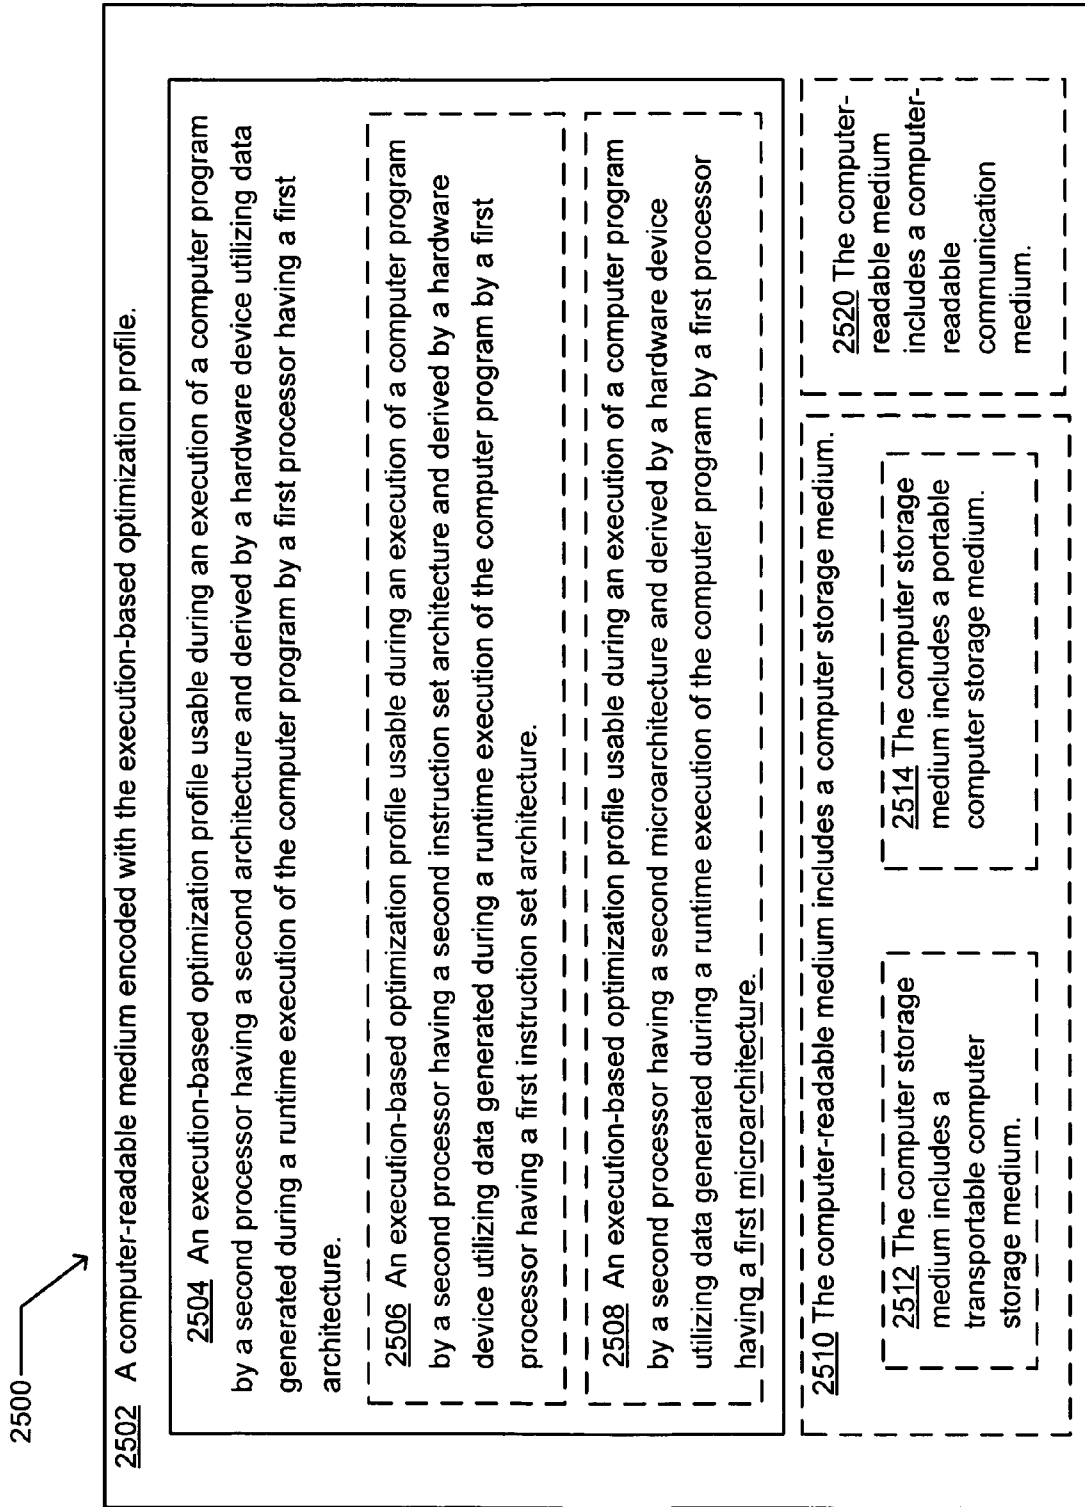 2500
2502 A computer-readable medium encoded with the execution-based optimization profile.
2504 An execution-based optimization profile usable during an execution of a computer program
by a second processor having a second architecture and derived by a hardware device utilizing data
generated during a runtime execution of the computer program by a first processor having a first
architecture.
2506 An execution-based optimization profile usable during an execution of a computer program
by a second processor having a second instruction set architecture and derived by a hardware
device utilizing data generated during a runtime execution of the computer program by a first
processor having a first instruction set architecture.
2508 An execution-based optimization profile usable during an execution of a computer program
by a second processor having a second microarchitecture and derived by a hardware device
utilizing data generated during a runtime execution of the computer program by a first processor
having a first microarchitecture.
2510 The computer-readable medium includes a computer storage medium.
2512 The computer storage
medium includes a
transportable computer
storage medium.
2514 The computer storage
medium includes a portable
computer storage medium.
2520 The computer-
readable medium
includes a computer-
readable
communication
medium.